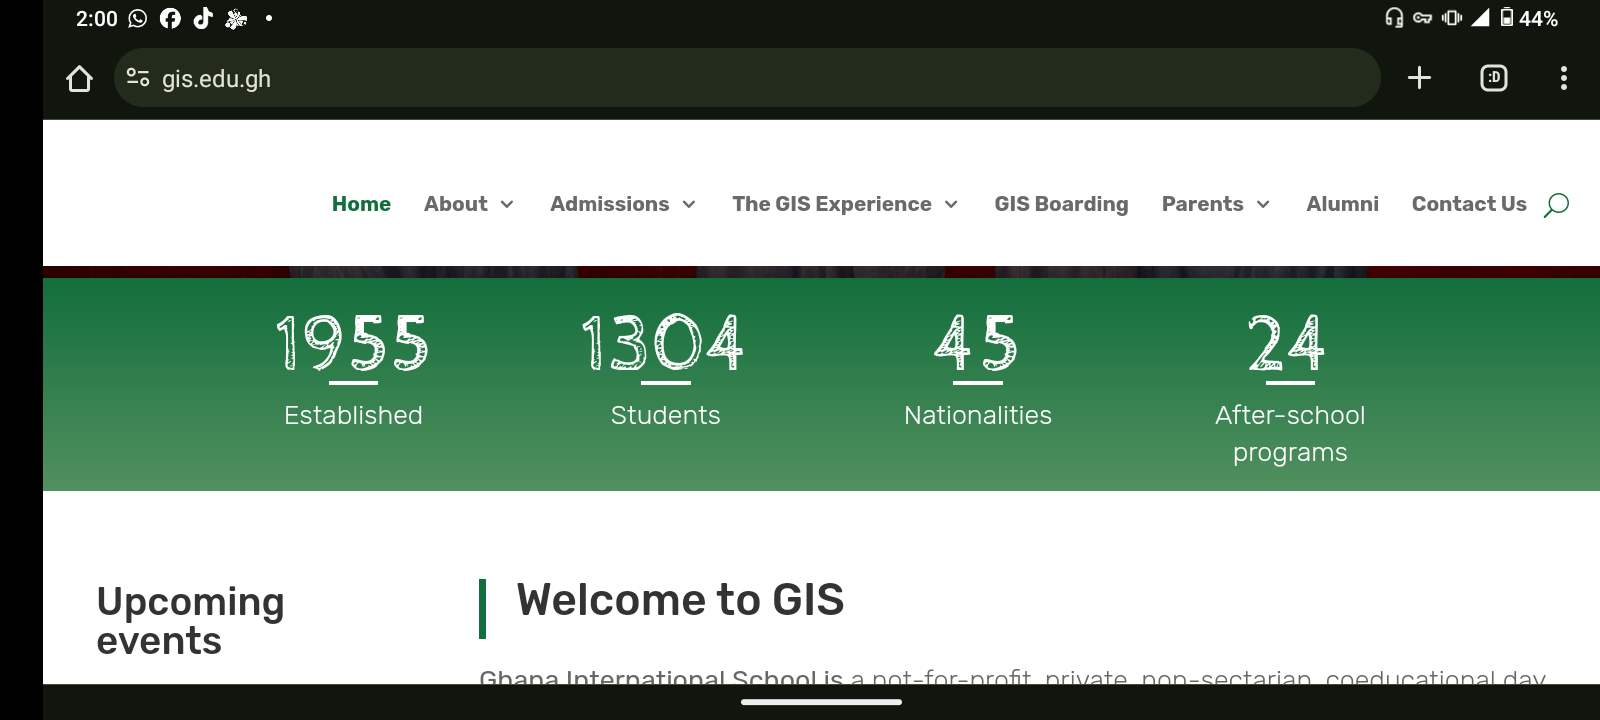 2:00 44%
:D
gis.edu.gh
Home About Admissions The GIS Experience GIS Boarding Parents Alumni Contact Us
1955 1304 45 24
Established Students Nationalities After-school
programs
Upcoming
events
Welcome to GIS
Ghana International School is a not-for-profit, private, non-sectarian, coeducational day